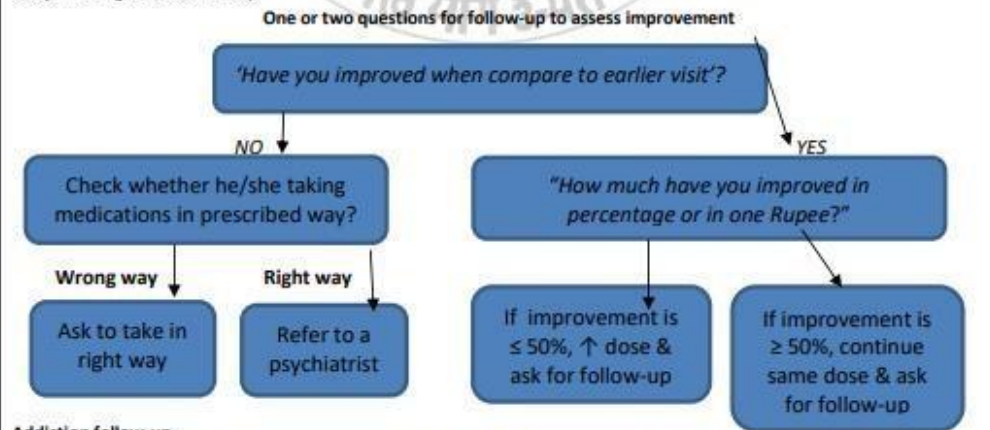 One or two questions for follow-up to assess improvement
'Have you improved when compare to earlier visit'?
NO
YES
Check whether he/she taking
medications in prescribed way?
"How much have you improved in
percentage or in one Rupee?"
Wrong way
Right way
Ask to take in
right way
Refer to a
psychiatrist
If improvement is
≤ 50%, ↑ dose &
ask for follow-up
If improvement is
≥ 50%, continue
same dose & ask
for follow-up